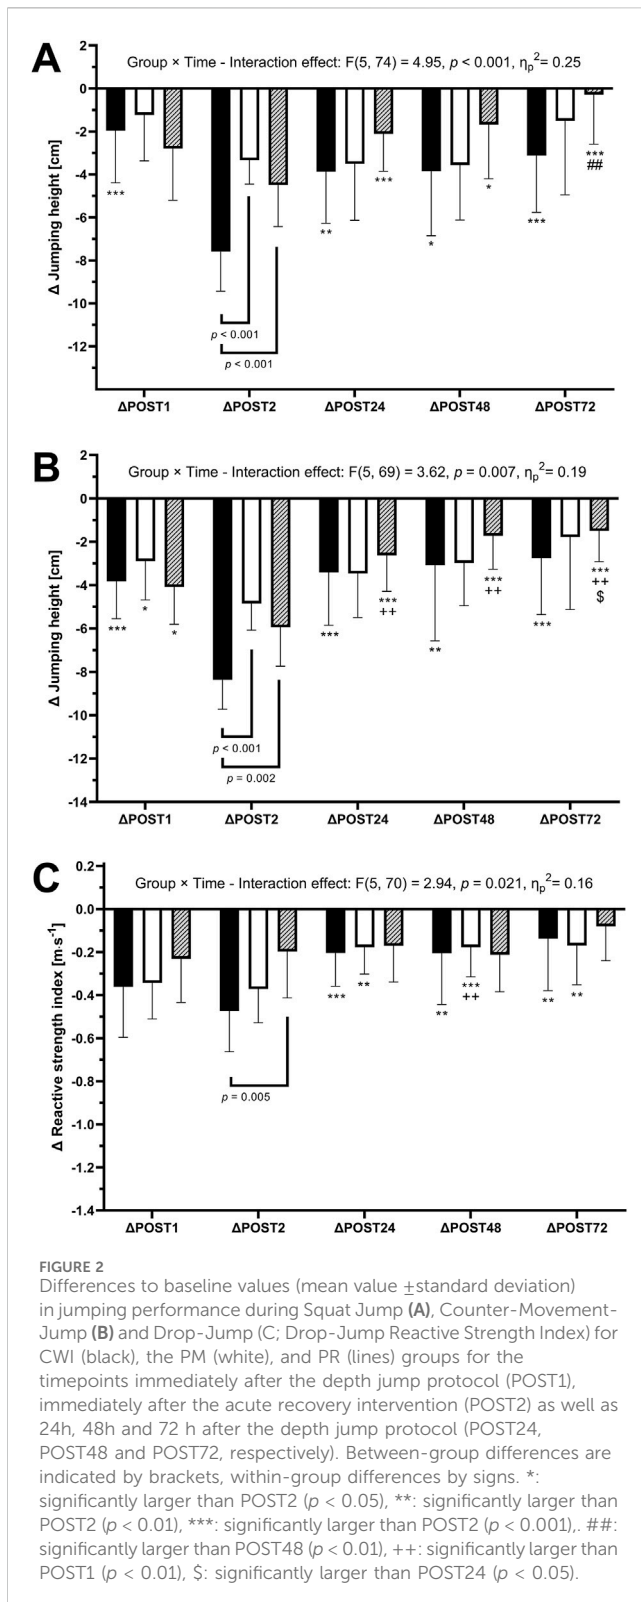 A
Group × Time - Interaction effect: F(5, 74) = 4.95, p < 0.001, ηp²= 0.25
2
0
-2
-4
-6
-8
-10
-12
Δ Jumping height [cm]
***
**
***
*
*
***
***
##
p < 0.001
p < 0.001
ΔPOST1 ΔPOST2 ΔPOST24 ΔPOST48 ΔPOST72
B
Group × Time - Interaction effect: F(5, 69) = 3.62, p = 0.007, ηp²= 0.19
2
0
-2
-4
-6
-8
-10
-12
-14
Δ Jumping height [cm]
***
*
*
***
***
++
**
***
++
***
***
++
$
p < 0.001
p = 0.002
ΔPOST1 ΔPOST2 ΔPOST24 ΔPOST48 ΔPOST72
C
Group × Time - Interaction effect: F(5, 70) = 2.94, p = 0.021, ηp²= 0.16
0.2
0.0
-0.2
-0.4
-0.6
-0.8
-1.0
-1.2
-1.4
Δ Reactive strength index [m·s⁻¹]
***
**
**
***
++
**
**
p = 0.005
ΔPOST1 ΔPOST2 ΔPOST24 ΔPOST48 ΔPOST72
FIGURE 2
Differences to baseline values (mean value ±standard deviation)
in jumping performance during Squat Jump (A), Counter-Movement-
Jump (B) and Drop-Jump (C; Drop-Jump Reactive Strength Index) for
CWI (black), the PM (white), and PR (lines) groups for the
timepoints immediately after the depth jump protocol (POST1),
immediately after the acute recovery intervention (POST2) as well as
24h, 48h and 72 h after the depth jump protocol (POST24,
POST48 and POST72, respectively). Between-group differences are
indicated by brackets, within-group differences by signs. *:
significantly larger than POST2 (p < 0.05), **: significantly larger than
POST2 (p < 0.01), ***: significantly larger than POST2 (p < 0.001),. ##:
significantly larger than POST48 (p < 0.01), ++: significantly larger than
POST1 (p < 0.01), $: significantly larger than POST24 (p < 0.05).